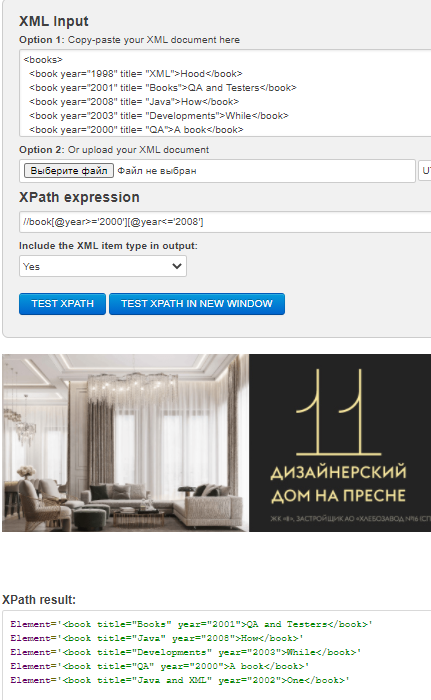 XML Input
Option 1: Copy-paste your XML document here
<books>
<book year="1998" title= "XML">Hood</book>
<book year="2001" title= "Books">QA and Testers</book>
<book year="2008" title= "Java">How</book>
<book year="2003" title= "Developments">While</book>
<book year="2000" title= "QA">A book</book>
Option 2: Or upload your XML document
Выберите файл Файл не выбран
XPath expression
//book[@year>='2000'][@year<='2008']
Include the XML item type in output:
Yes
TEST XPATH TEST XPATH IN NEW WINDOW
11
ДИЗАЙНЕРСКИЙ
ДОМ НА ПРЕСНЕ
ЖК «8», ЗАСТРОЙЩИК АО «ХЛЕБОЗАВОД №16
XPath result:
Element='<book title="Books" year="2001">QA and Testers</book>'
Element='<book title="Java" year="2008">How</book>'
Element='<book title="Developments" year="2003">While</book>'
Element='<book title="QA" year="2000">A book</book>'
Element='<book title="Java and XML" year="2002">One</book>'